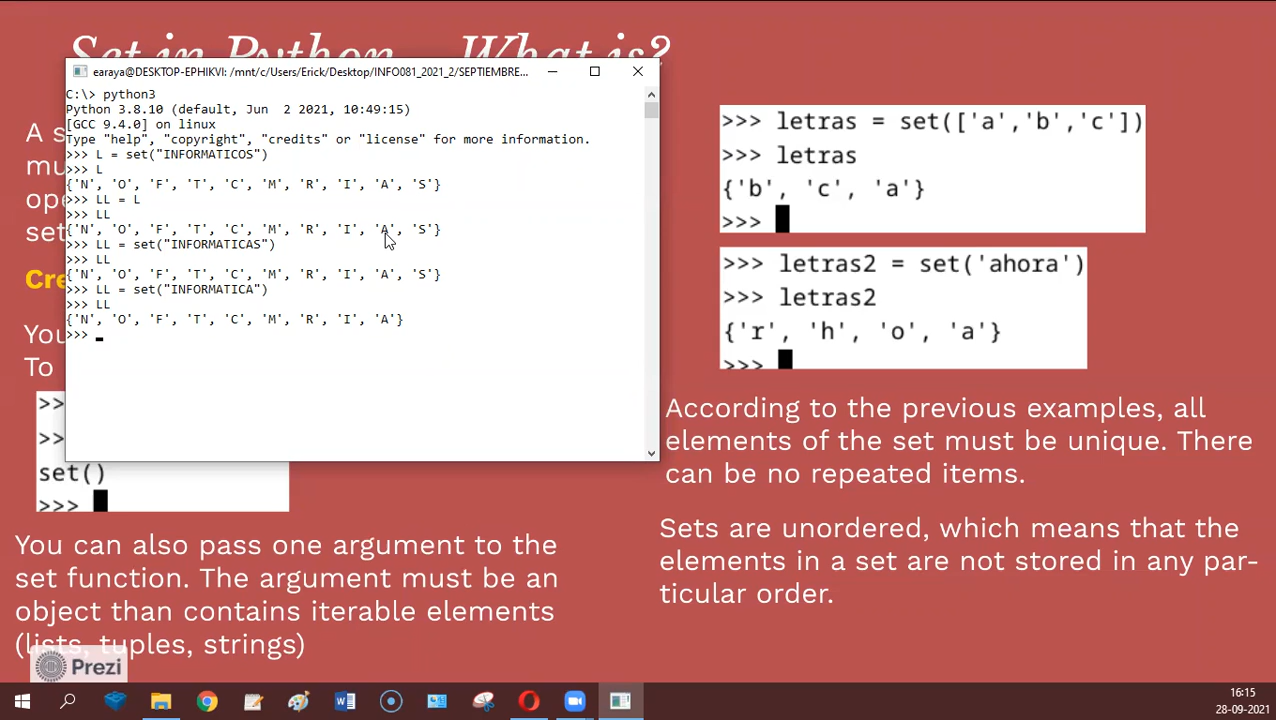 Set in Python What is?
earaya@DESKTOP-EPHIKVI: /mnt/c/Users/Erick/Desktop/INFO081_2021_2/SEPTIEMBRE...
C:\> python3
Python 3.8.10 (default, Jun  2 2021, 10:49:15)
[GCC 9.4.0] on linux
Type "help", "copyright", "credits" or "license" for more information.
>>> L = set("INFORMATICOS")
>>> L
{'N', 'O', 'F', 'T', 'C', 'M', 'R', 'I', 'A', 'S'}
>>> LL = L
>>> LL
{'N', 'O', 'F', 'T', 'C', 'M', 'R', 'I', 'A', 'S'}
>>> LL = set("INFORMATICAS")
>>> LL
{'N', 'O', 'F', 'T', 'C', 'M', 'R', 'I', 'A', 'S'}
>>> LL = set("INFORMATICA")
>>> LL
{'N', 'O', 'F', 'T', 'C', 'M', 'R', 'I', 'A'}
>>>
A
You
To
>>
>>
set()
>>>
You can also pass one argument to the
set function. The argument must be an
object than contains iterable elements
(lists, tuples, strings)
Prezi
>>> letras = set(['a','b','c'])
>>> letras
{'b', 'c', 'a'}
>>>
>>> letras2 = set('ahora')
>>> letras2
{'r', 'h', 'o', 'a'}
>>>
According to the previous examples, all
elements of the set must be unique. There
can be no repeated items.
Sets are unordered, which means that the
elements in a set are not stored in any par-
ticular order.
16:15
28-09-2021